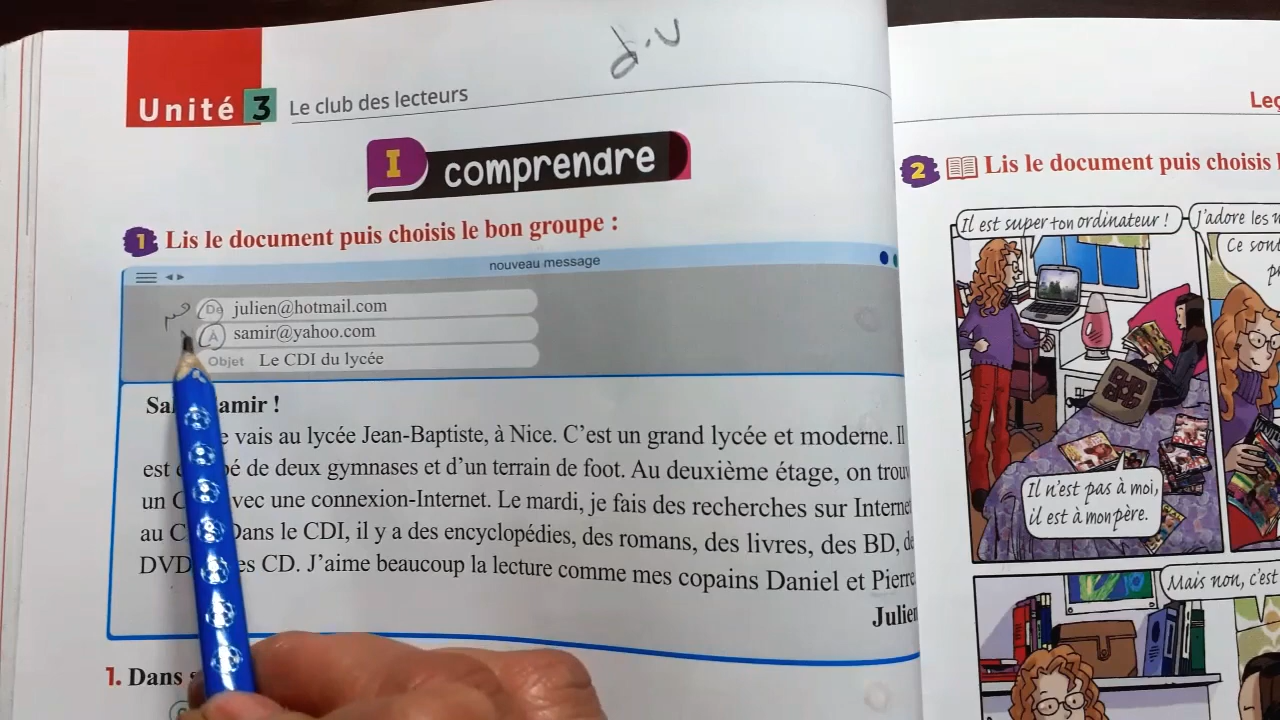 Unité 3 Le club des lecteurs
I comprendre
1 Lis le document puis choisis le bon groupe :
nouveau message
De julien@hotmail.com
À samir@yahoo.com
Objet Le CDI du lycée
amir !
vais au lycée Jean-Baptiste, à Nice. C'est un grand lycée et moderne. Il
est de deux gymnases et d'un terrain de foot. Au deuxième étage, on
un avec une connexion-Internet. Le mardi, je fais des recherches sur
au Dans le CDI, il y a des encyclopédies, des romans, des livres, des BD,
DVD CD. J'aime beaucoup la lecture comme mes copains Daniel et Pierre
Julien
1. Dans
2 Lis le document puis choisis
Il est super ton ordinateur !
J'adore les
Ce sont
Il n'est pas à moi,
il est à mon père.
Mais non, c'est